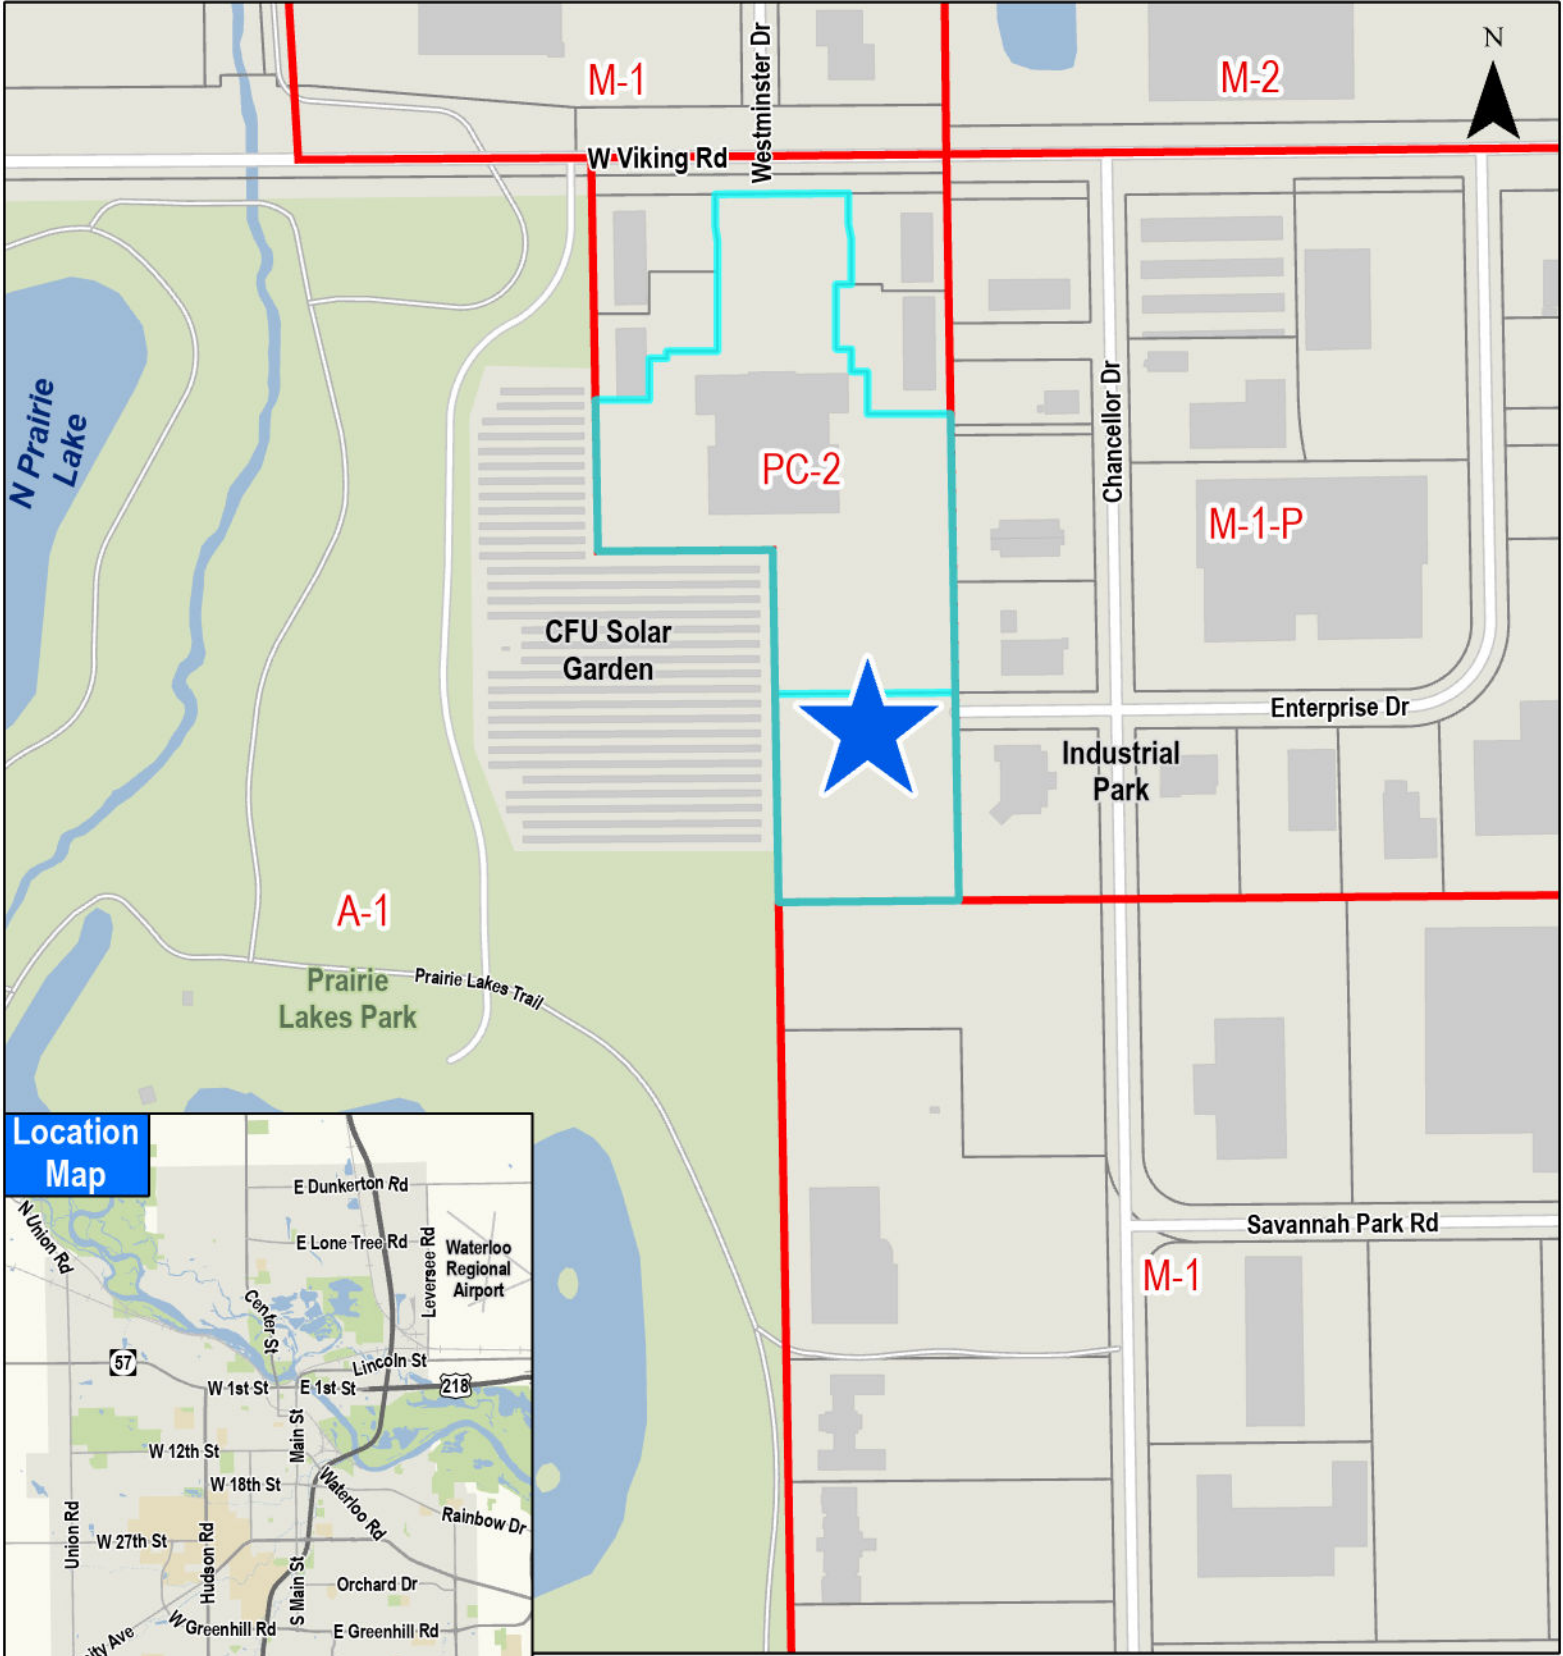 N
M-1
Westminster Dr
M-2
W Viking Rd
N Prairie
Lake
Chancellor Dr
PC-2
M-1-P
CFU Solar
Garden
Enterprise Dr
Industrial
Park
A-1
Prairie
Lakes Park
Prairie Lakes Trail
Savannah Park Rd
M-1
Location
Map
E Dunkerton Rd
N Union Rd
E Lone Tree Rd
Leversee Rd
Waterloo
Regional
Airport
Center St
57
Lincoln St
W 1st St
E 1st St
218
Main St
W 12th St
W 18th St
Waterloo Rd
Rainbow Dr
Union Rd
W 27th St
Hudson Rd
S Main St
Orchard Dr
W Greenhill Rd
E Greenhill Rd
ity Ave